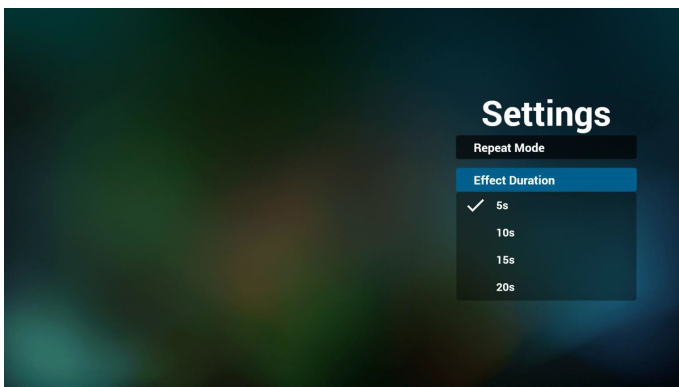 Settings
Repeat Mode
Effect Duration
5s
10s
15s
20s